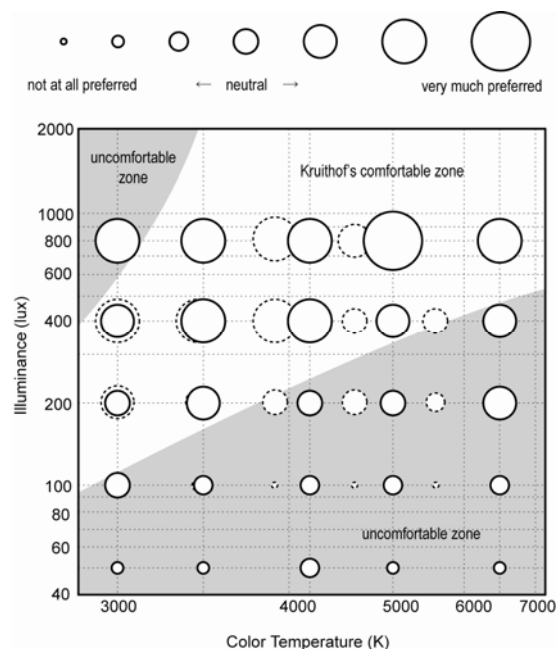 not at all preferred
← neutral →
very much preferred
2000
uncomfortable
zone
Kruithof's comfortable zone
1000
800
600
400
200
100
80
60
40
Illuminance (lux)
uncomfortable zone
3000
4000
5000
6000
7000
Color Temperature (K)